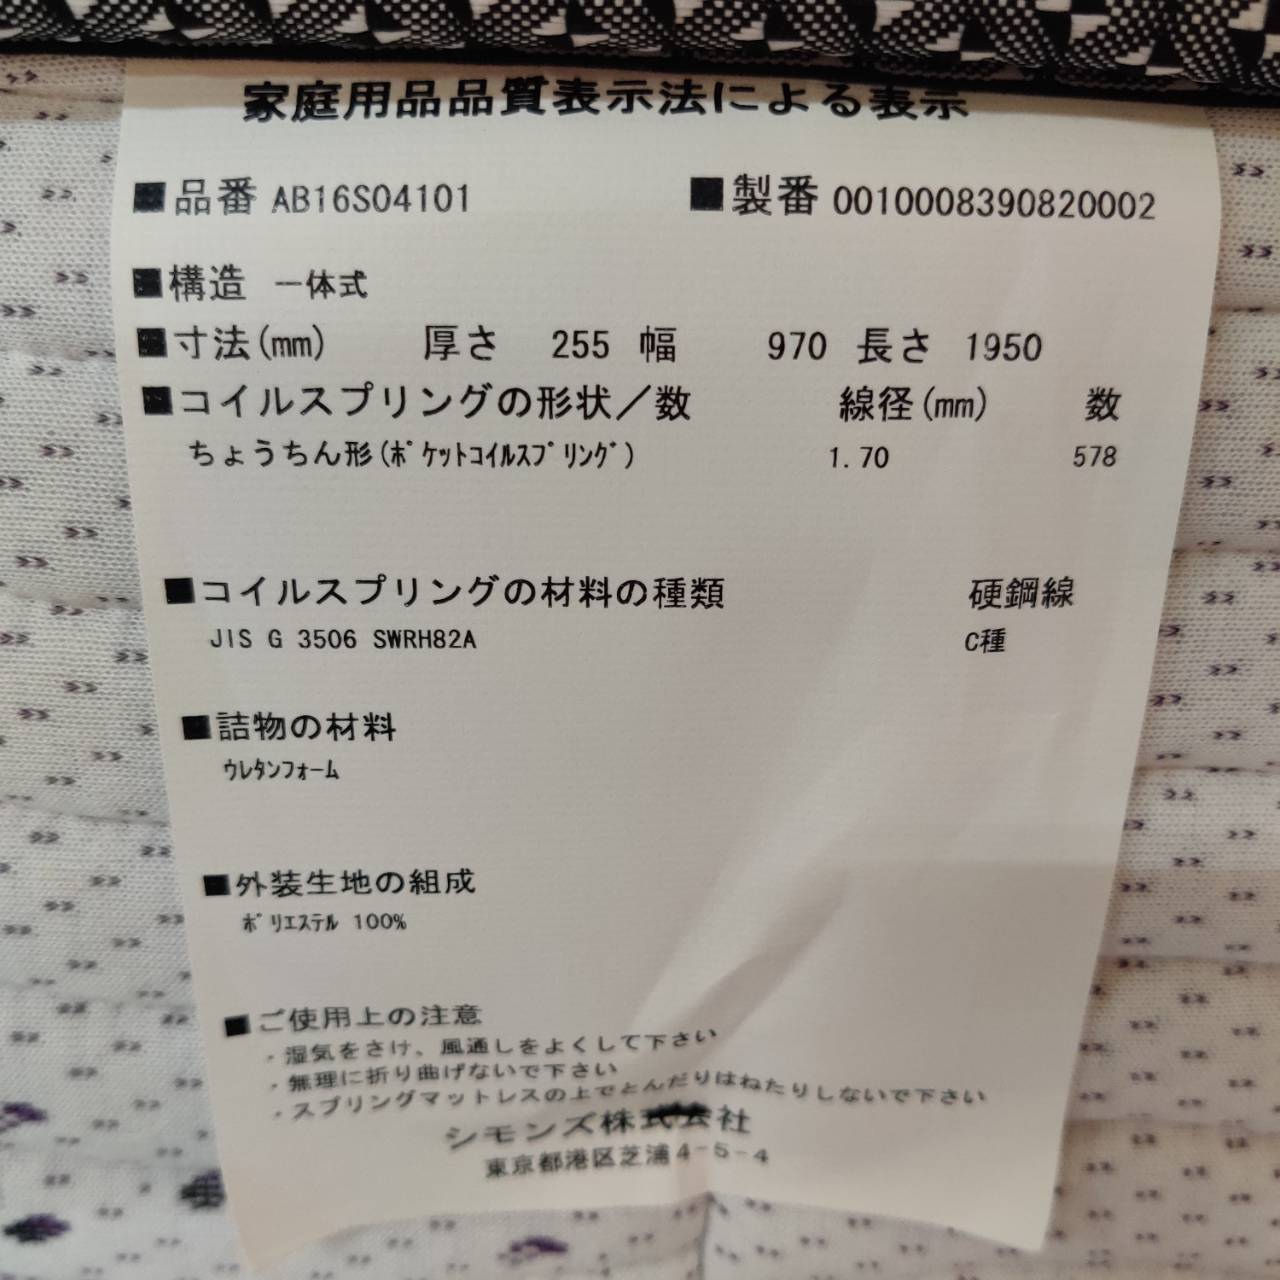 家庭用品品質表示法による表示
■品番 AB16S04101 ■製番 0010008390820002
■構造 一体式
■寸法(mm) 厚さ 255 幅 970 長さ 1950
■コイルスプリングの形状／数 線径(mm) 数
ちょうちん形(ﾎﾟｹｯﾄｺｲﾙｽﾌﾟﾘﾝｸﾞ) 1.70 578
■コイルスプリングの材料の種類 硬鋼線
JIS G 3506 SWRH82A C種
■詰物の材料
ｳﾚﾀﾝﾌｫｰﾑ
■外装生地の組成
ﾎﾟﾘｴｽﾃﾙ 100%
■ご使用上の注意
・湿気をさけ、風通しをよくして下さい
・無理に折り曲げないで下さい
・スプリングマットレスの上でとんだりはねたりしないで下さい
シモンズ株式会社
東京都港区芝浦4-5-4